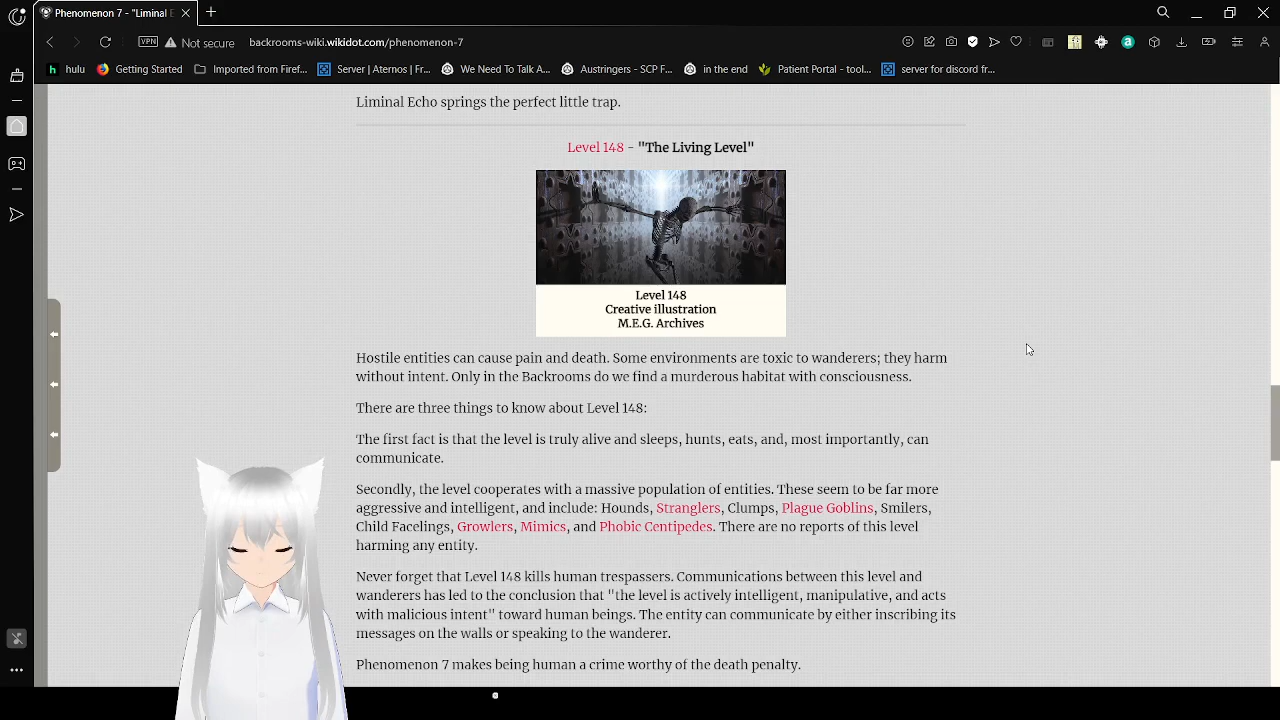 Phenomenon 7 - "Liminal E
VPN
Not secure
backrooms-wiki.wikidot.com/phenomenon-7
hulu
Getting Started
Imported from Firef...
Server | Aternos | Fr...
We Need To Talk A...
Austringers - SCP F...
in the end
Patient Portal - tool...
server for discord fr...
Liminal Echo springs the perfect little trap.
Level 148 - "The Living Level"
Level 148
Creative illustration
M.E.G. Archives
Hostile entities can cause pain and death. Some environments are toxic to wanderers; they harm
without intent. Only in the Backrooms do we find a murderous habitat with consciousness.
There are three things to know about Level 148:
The first fact is that the level is truly alive and sleeps, hunts, eats, and, most importantly, can
communicate.
Secondly, the level cooperates with a massive population of entities. These seem to be far more
aggressive and intelligent, and include: Hounds, Stranglers, Clumps, Plague Goblins, Smilers,
Child Facelings, Growlers, Mimics, and Phobic Centipedes. There are no reports of this level
harming any entity.
Never forget that Level 148 kills human trespassers. Communications between this level and
wanderers has led to the conclusion that "the level is actively intelligent, manipulative, and acts
with malicious intent" toward human beings. The entity can communicate by either inscribing its
messages on the walls or speaking to the wanderer.
Phenomenon 7 makes being human a crime worthy of the death penalty.